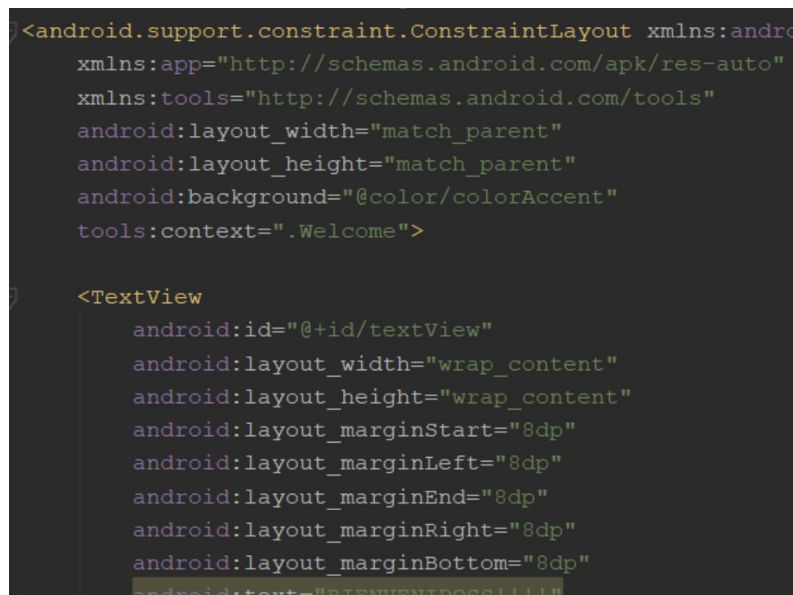 <android.support.constraint.ConstraintLayout xmlns:andro
xmlns:app="http://schemas.android.com/apk/res-auto"
xmlns:tools="http://schemas.android.com/tools"
android:layout_width="match_parent"
android:layout_height="match_parent"
android:background="@color/colorAccent"
tools:context=".Welcome">
<TextView
android:id="@+id/textView"
android:layout_width="wrap_content"
android:layout_height="wrap_content"
android:layout_marginStart="8dp"
android:layout_marginLeft="8dp"
android:layout_marginEnd="8dp"
android:layout_marginRight="8dp"
android:layout_marginBottom="8dp"
android:text="BIENVENIDOSS!!!!"